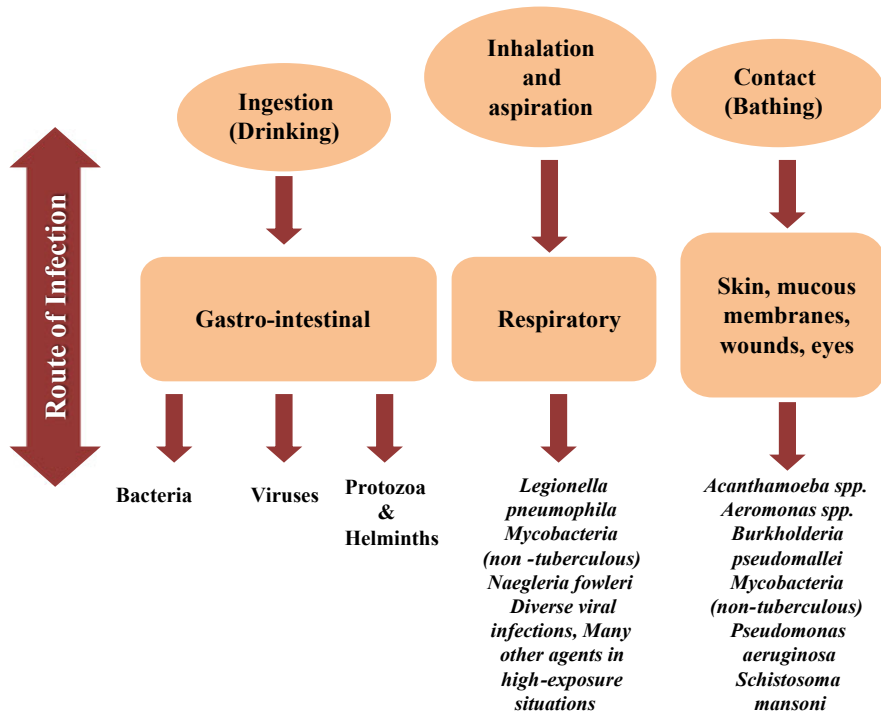 Route of Infection
Ingestion
(Drinking)
Inhalation
and
aspiration
Contact
(Bathing)
Gastro-intestinal
Respiratory
Skin, mucous
membranes,
wounds, eyes
Bacteria
Viruses
Protozoa
&
Helminths
Legionella
pneumophila
Mycobacteria
(non -tuberculous)
Naegleria fowleri
Diverse viral
infections, Many
other agents in
high-exposure
situations
Acanthamoeba spp.
Aeromonas spp.
Burkholderia
pseudomallei
Mycobacteria
(non-tuberculous)
Pseudomonas
aeruginosa
Schistosoma
mansoni